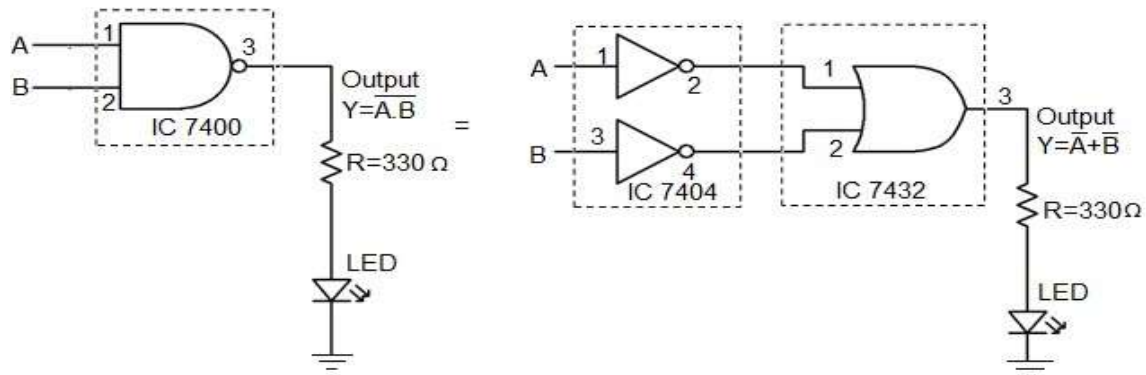 A
B
1
2
3
IC 7400
Output
Y=A̅.̅B̅
R=330 Ω
LED
=
A
B
1
2
3
4
IC 7404
1
2
3
IC 7432
Output
Y=A̅+B̅
R=330Ω
LED